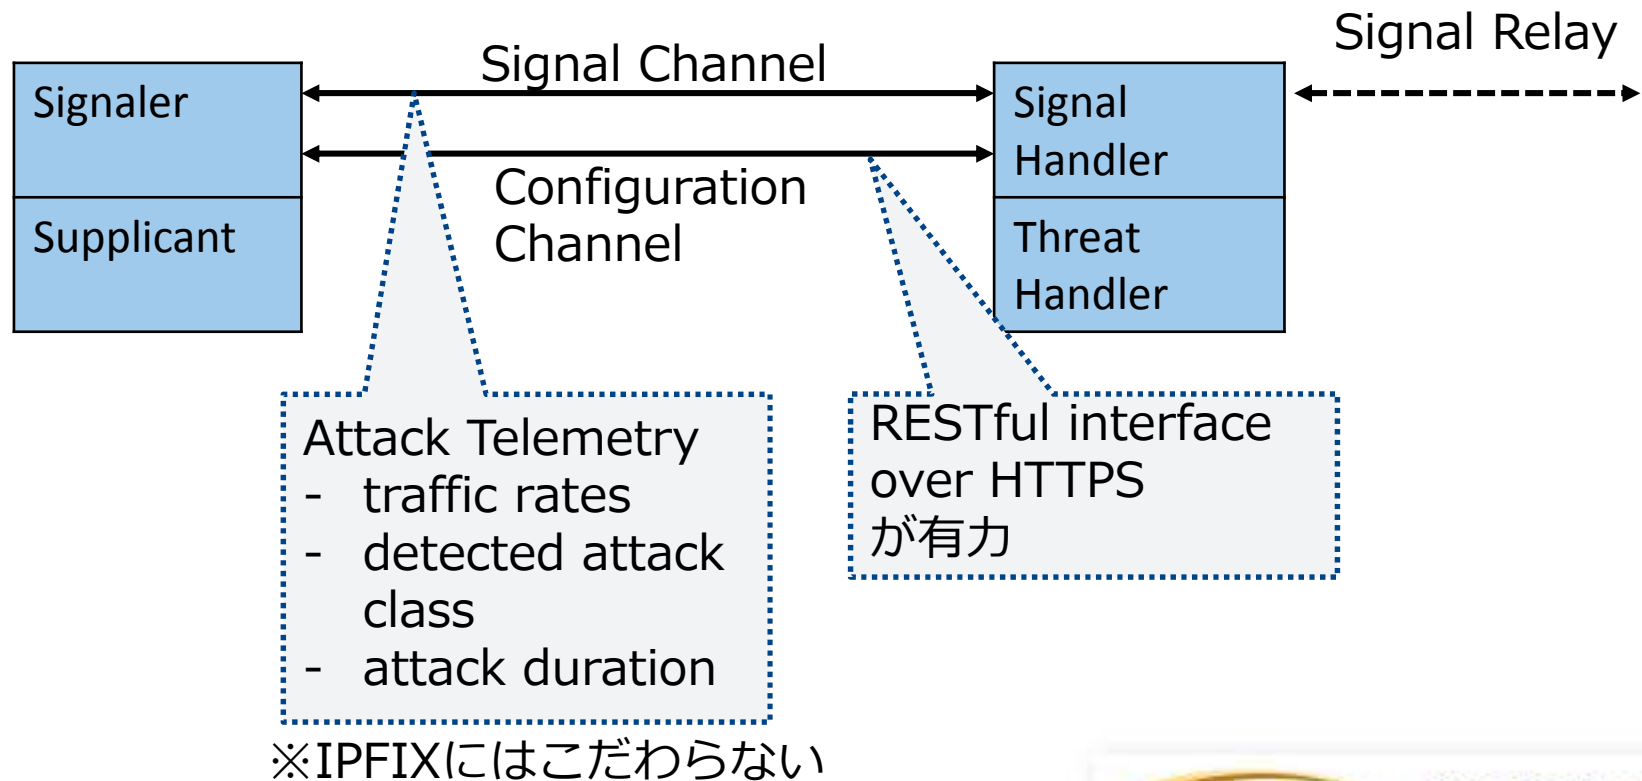 Signal Relay
Signal Channel
Signaler
Signal
Handler
Configuration
Channel
Supplicant
Threat
Handler
Attack Telemetry
- traffic rates
- detected attack
class
- attack duration
RESTful interface
over HTTPS
が有力
※IPFIXにはこだわらない